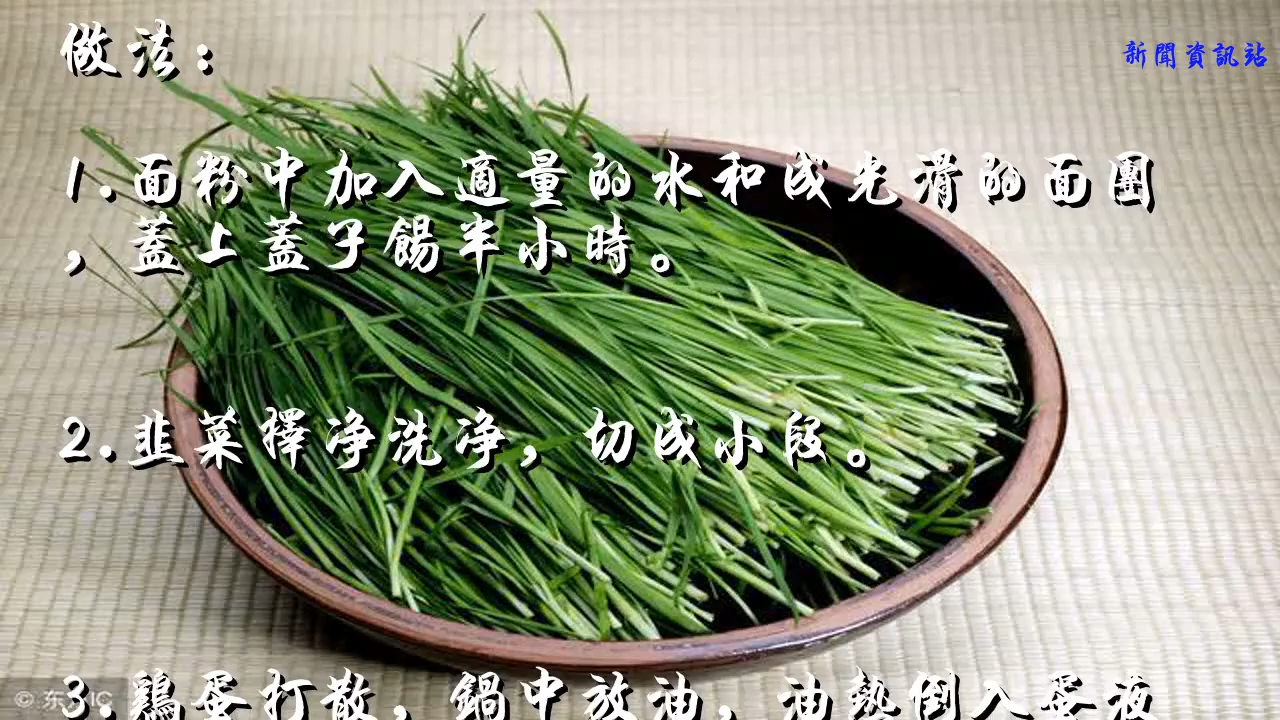 做法：
新聞資訊站
1.面粉中加入適量的水和成光滑的面團
，蓋上蓋子餳半小時。
2.韭菜擇净洗净，切成小段。
3.鷄蛋打散，鍋中放油，油熱倒入蛋液